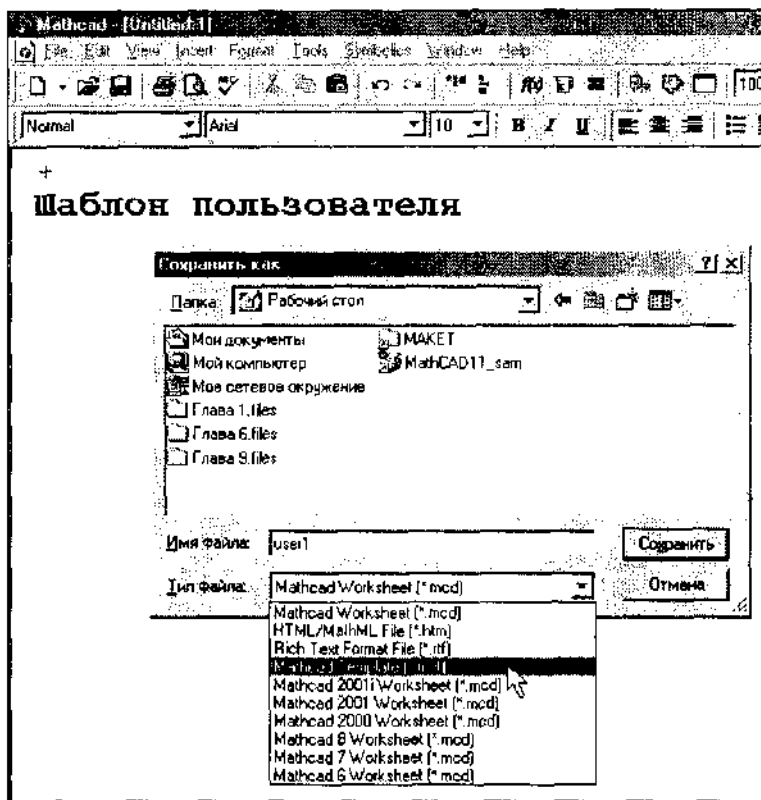 Mathcad - [Untitled:1]
File Edit View Insert Format Tools Symbolics Window Help
100
Normal Arial 10 B I U
Шаблон пользователя
Сохранить как
Папка: Рабочий стол
Мои документы MAKET
Мой компьютер MathCAD11_sam
Мое сетевое окружение
Глава 1.files
Глава 6.files
Глава 9.files
Имя файла: user1 Сохранить
Тип файла: Mathcad Worksheet (*.mcd) Отмена
Mathcad Worksheet (*.mcd)
HTML/MathML File (*.htm)
Rich Text Format File (*.rtf)
Mathcad Template
Mathcad 2001i Worksheet (*.mcd)
Mathcad 2001 Worksheet (*.mcd)
Mathcad 2000 Worksheet (*.mcd)
Mathcad 8 Worksheet (*.mcd)
Mathcad 7 Worksheet (*.mcd)
Mathcad 6 Worksheet (*.mcd)